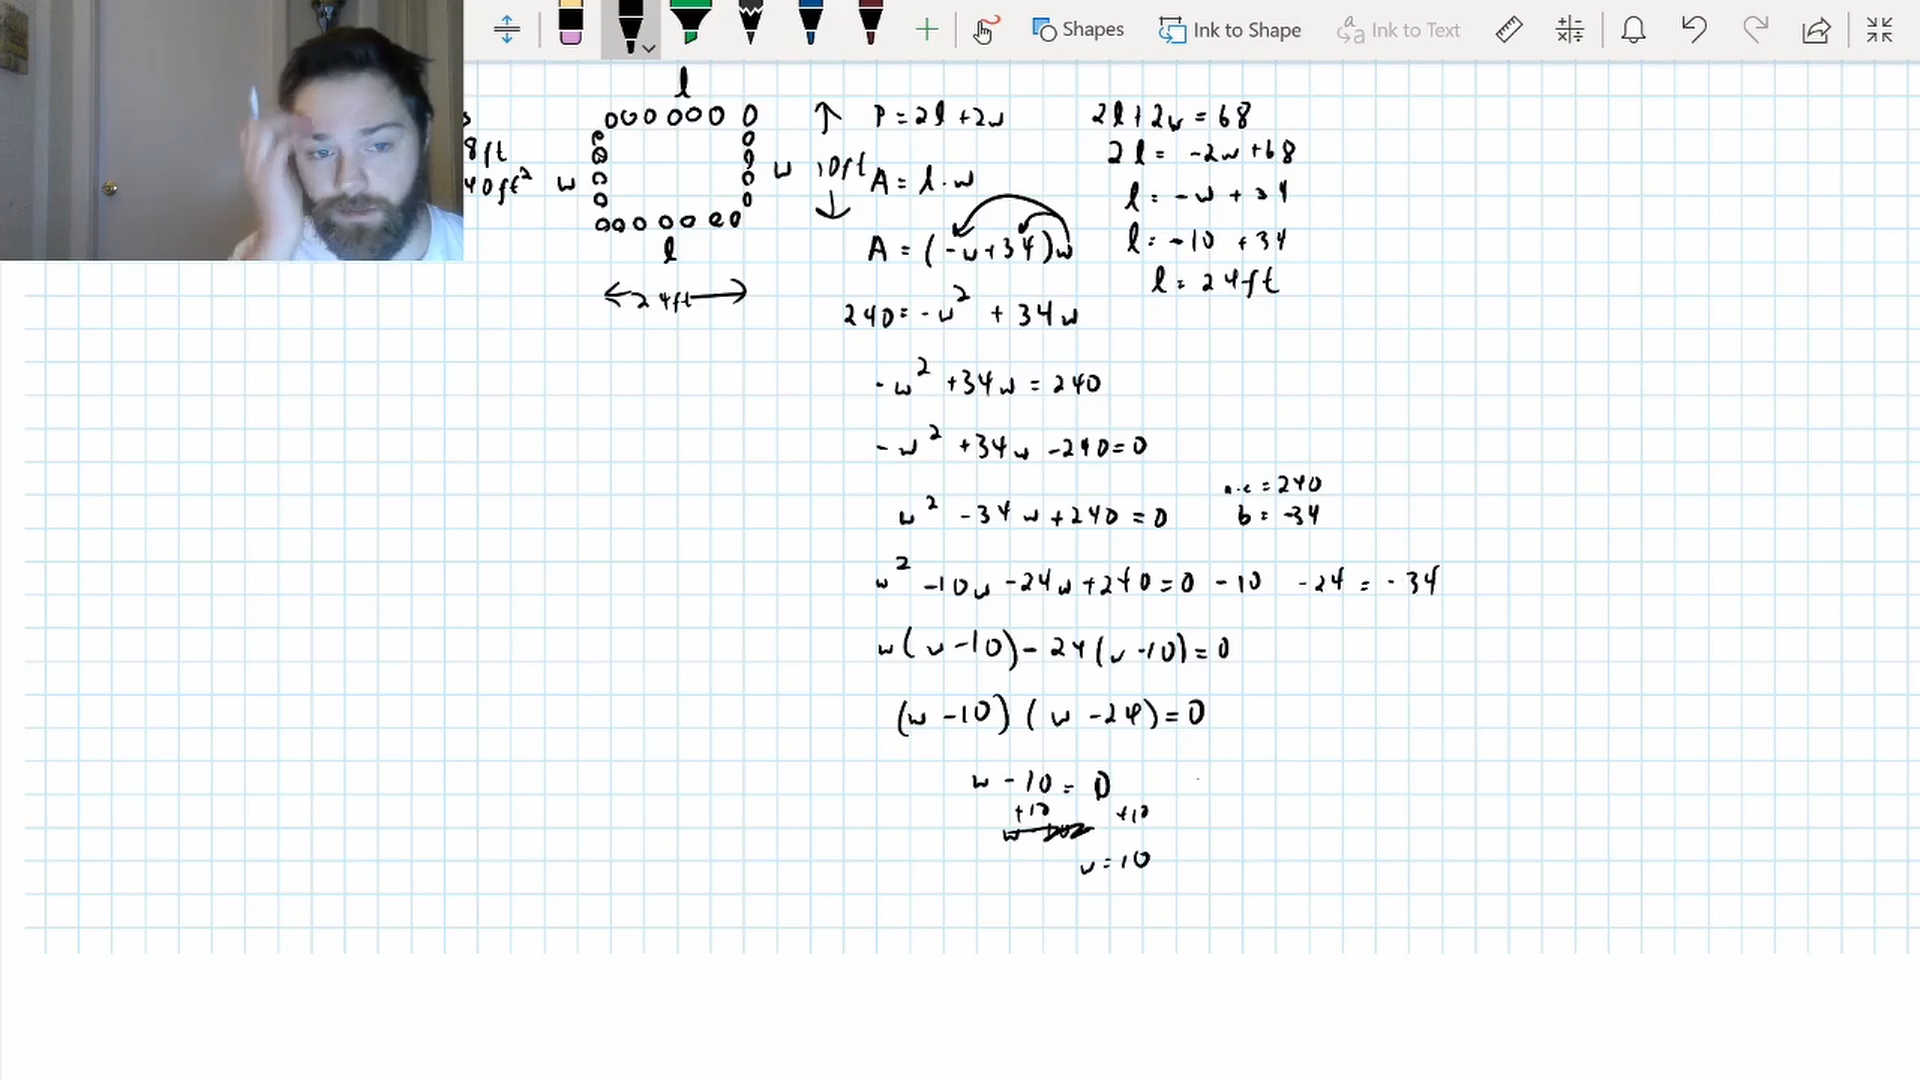 Shapes
Ink to Shape
Ink to Text
8ft
40ft²
l
w
w
l
24ft
10ft
P = 2l + 2w
A = l · w
A = (-w+34)w
240 = -w² + 34w
-w² +34w = 240
-w² +34w -240=0
w² -34w +240 = 0
w² -10w -24w +240=0
w(w-10) - 24(w-10) = 0
(w-10)(w-24)=0
w - 10 = 0
+10 +10
w = 10
2l + 2w = 68
2l = -2w +68
l = -w + 34
l = -10 +34
l = 24ft
a·c = 240
b = -34
-10 -24 = -34